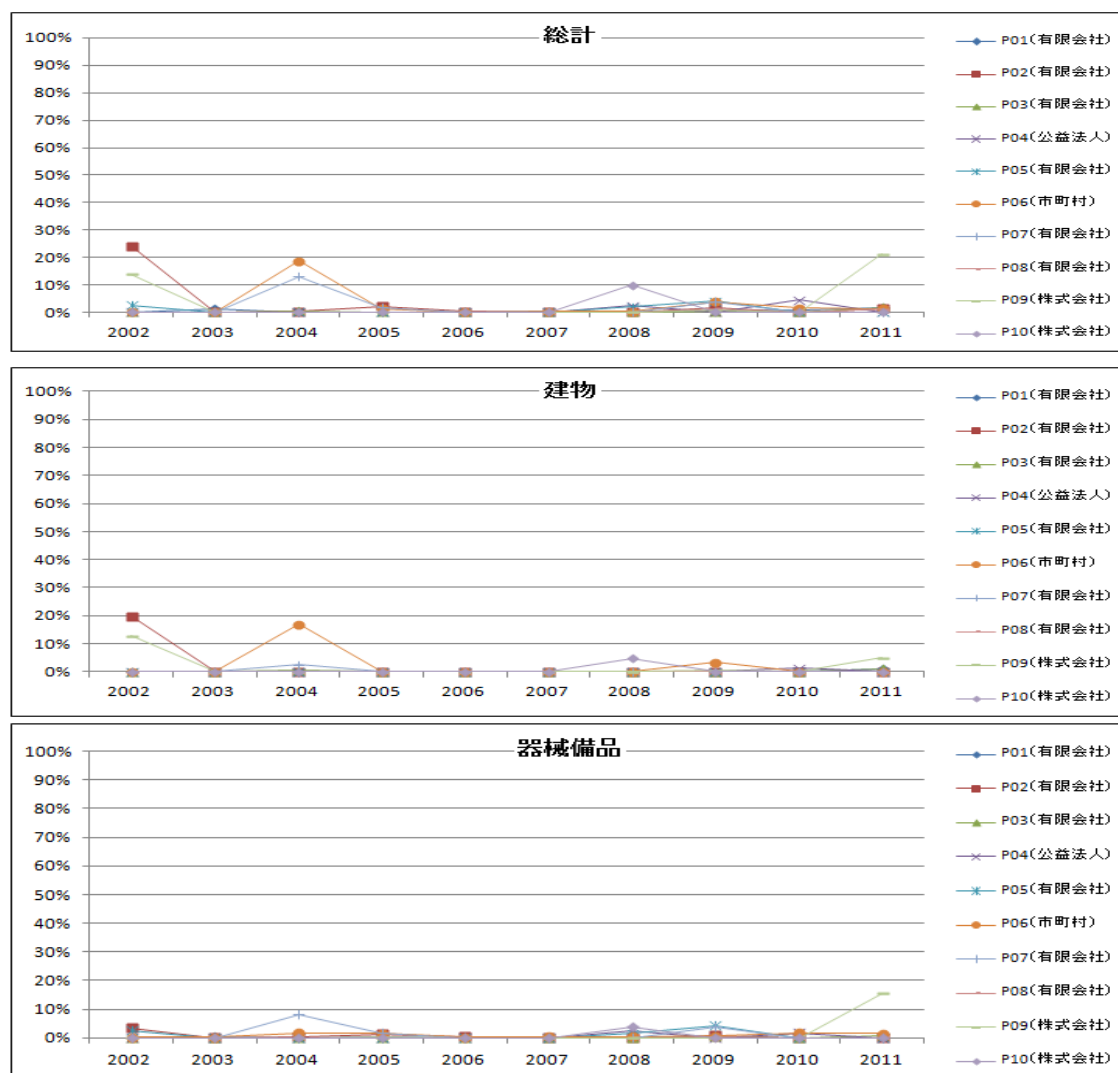 総計
100%
90%
80%
70%
60%
50%
40%
30%
20%
10%
0%
2002 2003 2004 2005 2006 2007 2008 2009 2010 2011
P01(有限会社)
P02(有限会社)
P03(有限会社)
P04(公益法人)
P05(有限会社)
P06(市町村)
P07(有限会社)
P08(有限会社)
P09(株式会社)
P10(株式会社)
建物
100%
90%
80%
70%
60%
50%
40%
30%
20%
10%
0%
2002 2003 2004 2005 2006 2007 2008 2009 2010 2011
P01(有限会社)
P02(有限会社)
P03(有限会社)
P04(公益法人)
P05(有限会社)
P06(市町村)
P07(有限会社)
P08(有限会社)
P09(株式会社)
P10(株式会社)
器械備品
100%
90%
80%
70%
60%
50%
40%
30%
20%
10%
0%
2002 2003 2004 2005 2006 2007 2008 2009 2010 2011
P01(有限会社)
P02(有限会社)
P03(有限会社)
P04(公益法人)
P05(有限会社)
P06(市町村)
P07(有限会社)
P08(有限会社)
P09(株式会社)
P10(株式会社)